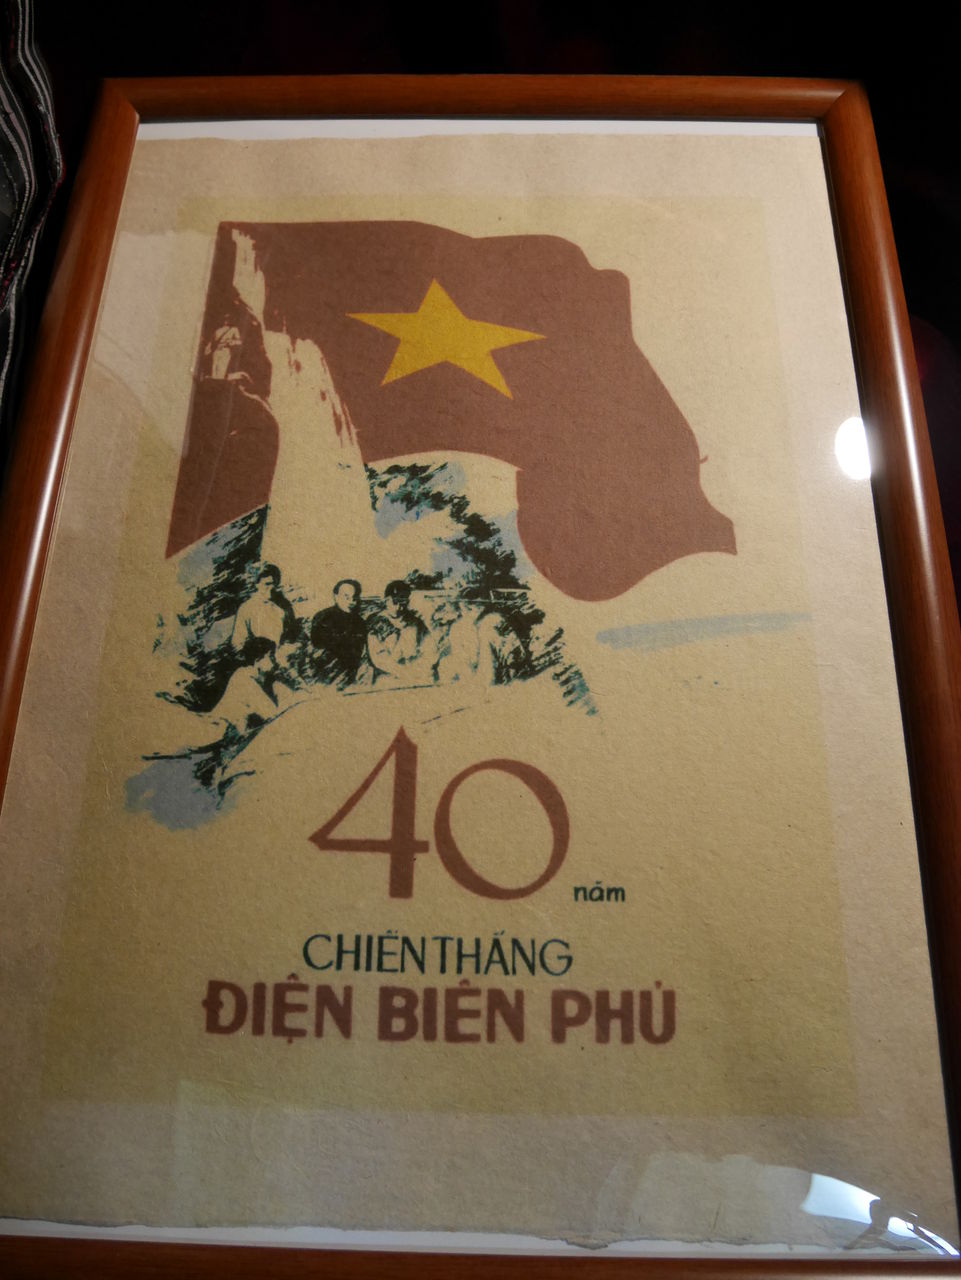 40
năm
CHIẾN THẮNG
ĐIỆN BIÊN PHỦ